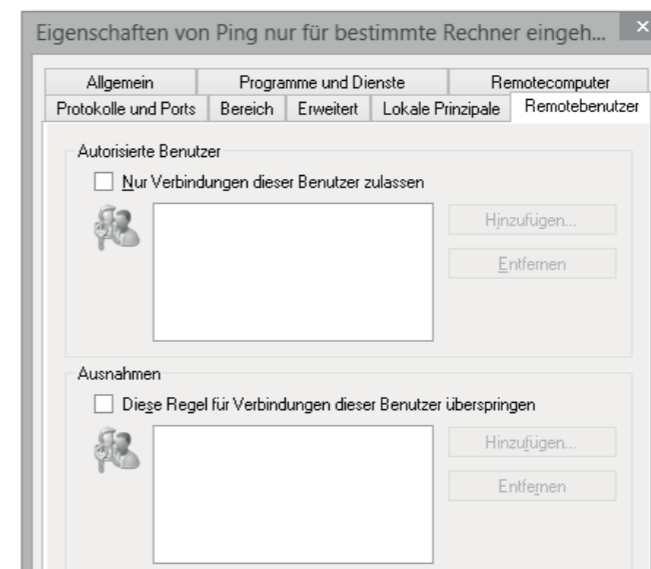 Eigenschaften von Ping nur für bestimmte Rechner eingeh...
Allgemein Programme und Dienste Remotecomputer
Protokolle und Ports Bereich Erweitert Lokale Prinzipale Remotebenutzer
Autorisierte Benutzer
Nur Verbindungen dieser Benutzer zulassen
Hinzufügen...
Entfernen
Ausnahmen
Diese Regel für Verbindungen dieser Benutzer überspringen
Hinzufügen...
Entfernen